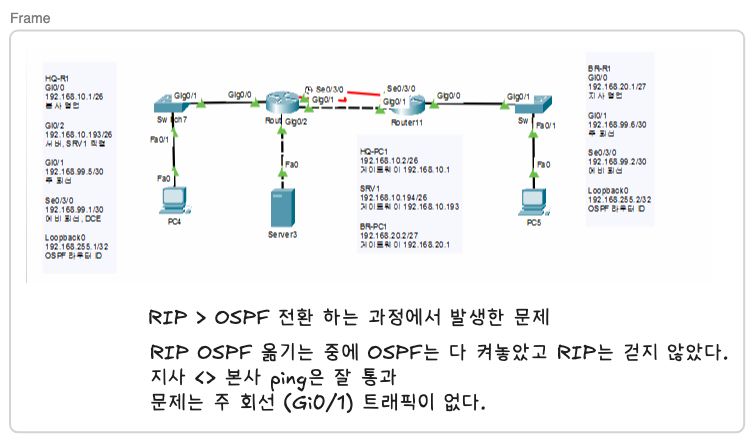 Frame
HQ-R1
Gi0/0
192.168.10.1/26
본사 현업
Gi0/2
192.168.10.193/26
서버, SRV1 직결
Gi0/1
192.168.99.5/30
주 회선
Se0/3/0
192.168.99.1/30
예비 회선, DCE
Loopback0
192.168.255.1/32
OSPF 라우터 ID
Gig0/1
Gig0/0
Se0/3/0
Gig0/1
Gig0/2
Se0/3/0
Gig0/1
Gig0/0
Gig0/1
Switch7
Rout
Router11
Sw
Fa0/1
Fa0
PC4
Fa0
Server3
Fa0/1
Fa0
PC5
HQ-PC1
192.168.10.2/26
게이트웨이 192.168.10.1
SRV1
192.168.10.194/26
게이트웨이 192.168.10.193
BR-PC1
192.168.20.2/27
게이트웨이 192.168.20.1
BR-R1
Gi0/0
192.168.20.1/27
지사 현업
Gi0/1
192.168.99.6/30
주 회선
Se0/3/0
192.168.99.2/30
예비 회선
Loopback0
192.168.255.2/32
OSPF 라우터 ID
RIP > OSPF 전환 하는 과정에서 발생한 문제
RIP OSPF 옮기는 중에 OSPF는 다 켜놓았고 RIP는 걷지 않았다.
지사 <> 본사 ping은 잘 통과
문제는 주 회선 (Gi0/1) 트래픽이 없다.